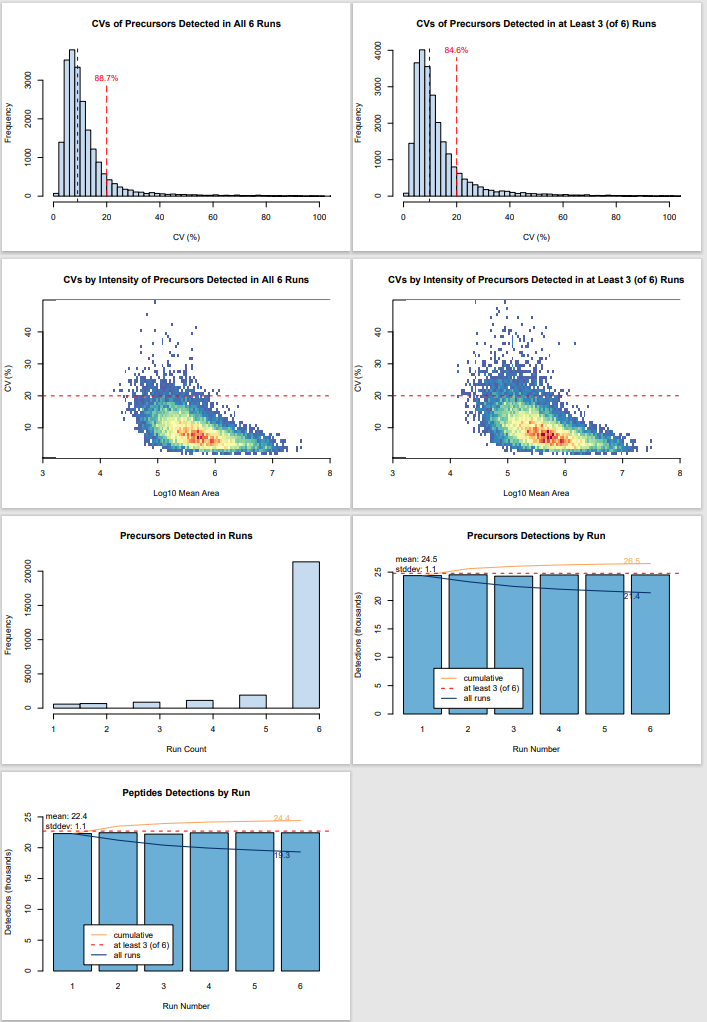 CVs of Precursors Detected in All 6 Runs
Frequency
0 1000 2000 3000
88.7%
0 20 40 60 80 100
CV (%)
CVs of Precursors Detected in at Least 3 (of 6) Runs
Frequency
0 1000 2000 3000 4000
84.6%
0 20 40 60 80 100
CV (%)
CVs by Intensity of Precursors Detected in All 6 Runs
CV (%)
10 20 30 40
3 4 5 6 7 8
Log10 Mean Area
CVs by Intensity of Precursors Detected in at Least 3 (of 6) Runs
CV (%)
10 20 30 40
3 4 5 6 7 8
Log10 Mean Area
Precursors Detected in Runs
Frequency
0 5000 10000 15000 20000
1 2 3 4 5 6
Run Count
Precursors Detections by Run
mean: 24.5
stddev: 1.1
26.5
21.4
Detections (thousands)
0 5 10 15 20 25
cumulative
at least 3 (of 6)
all runs
1 2 3 4 5 6
Run Number
Peptides Detections by Run
mean: 22.4
stddev: 1.1
24.4
19.3
Detections (thousands)
0 5 10 15 20 25
cumulative
at least 3 (of 6)
all runs
1 2 3 4 5 6
Run Number